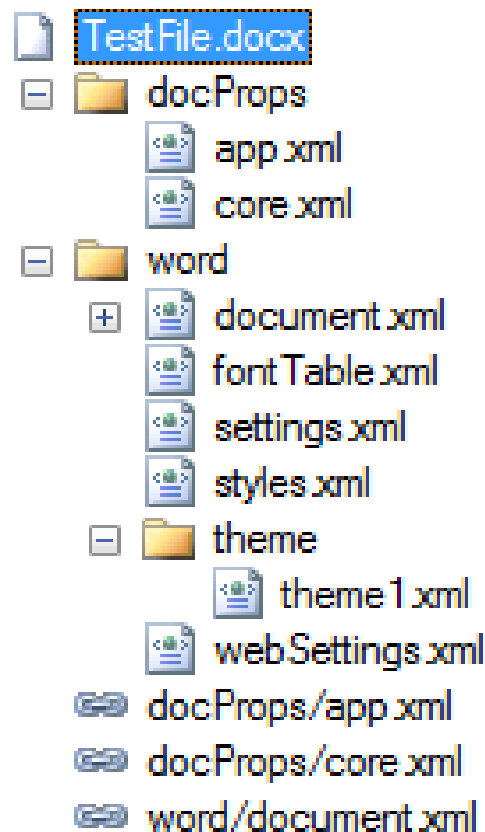 TestFile.docx
docProps
app.xml
core.xml
word
document.xml
fontTable.xml
settings.xml
styles.xml
theme
theme1.xml
webSettings.xml
docProps/app.xml
docProps/core.xml
word/document.xml